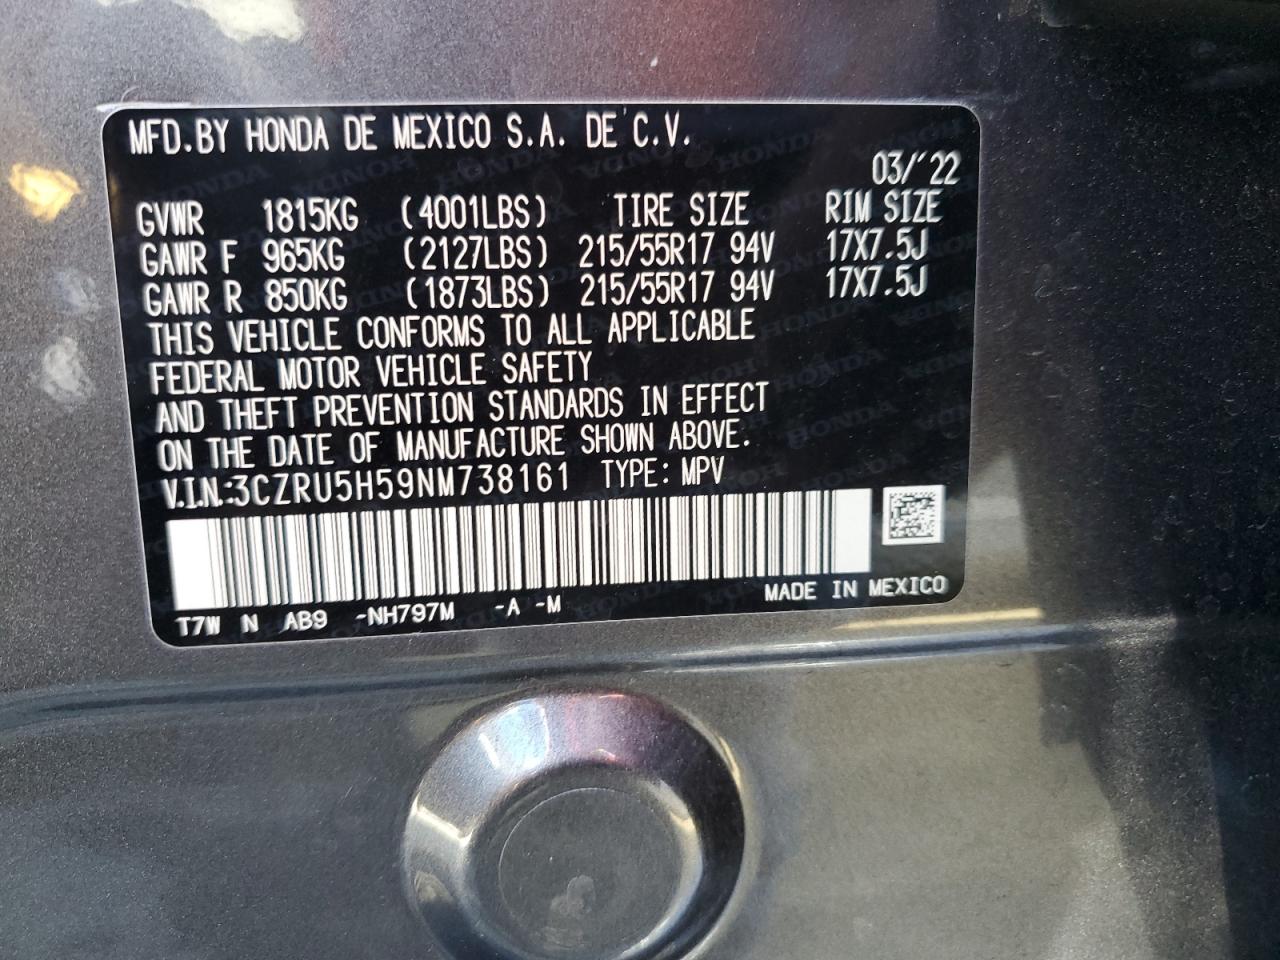 MFD.BY HONDA DE MEXICO S.A. DE C.V.
03/'22
GVWR 1815KG (4001LBS) TIRE SIZE RIM SIZE
GAWR F 965KG (2127LBS) 215/55R17 94V 17X7.5J
GAWR R 850KG (1873LBS) 215/55R17 94V 17X7.5J
THIS VEHICLE CONFORMS TO ALL APPLICABLE
FEDERAL MOTOR VEHICLE SAFETY
AND THEFT PREVENTION STANDARDS IN EFFECT
ON THE DATE OF MANUFACTURE SHOWN ABOVE.
V.I.N.:3CZRU5H59NM738161 TYPE: MPV
MADE IN MEXICO
T7W N AB9 -NH797M -A -M